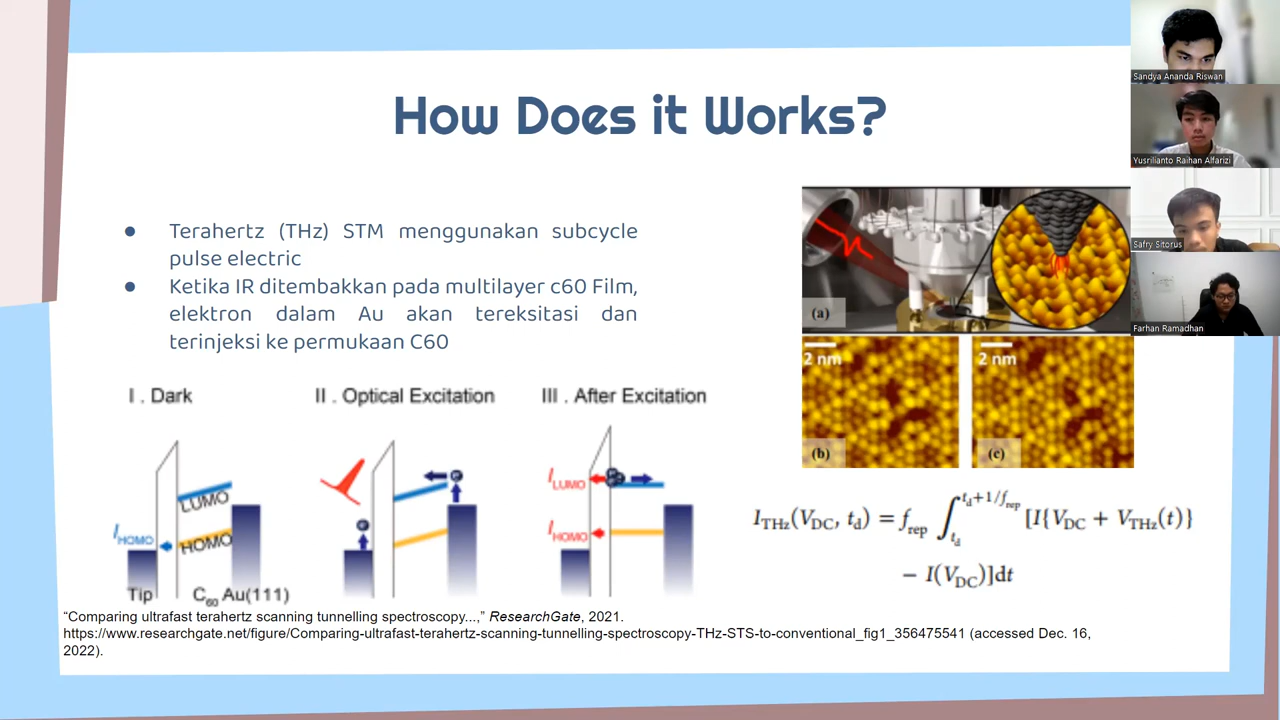 How Does it Works?
● Terahertz (THz) STM menggunakan subcycle
pulse electric
● Ketika IR ditembakkan pada multilayer c60 Film,
elektron dalam Au akan tereksitasi dan
terinjeksi ke permukaan C60
I . Dark
II . Optical Excitation
III . After Excitation
LUMO
HOMO
I_HOMO
Tip
C60 Au(111)
e
e
I_LUMO
I_HOMO
(a)
2 nm
2 nm
(b)
(c)
I_THz(V_DC, t_d) = f_rep ∫_{t_d}^{t_d+1/f_rep} [I{V_DC + V_THz(t)}
− I(V_DC)]dt
“Comparing ultrafast terahertz scanning tunnelling spectroscopy...,” ResearchGate, 2021.
https://www.researchgate.net/figure/Comparing-ultrafast-terahertz-scanning-tunnelling-spectroscopy-THz-STS-to-conventional_fig1_356475541 (accessed Dec. 16,
2022).
Sandya Ananda Riswan
Yusrilianto Raihan Alfarizi
Safry Sitorus
Farhan Ramadhan